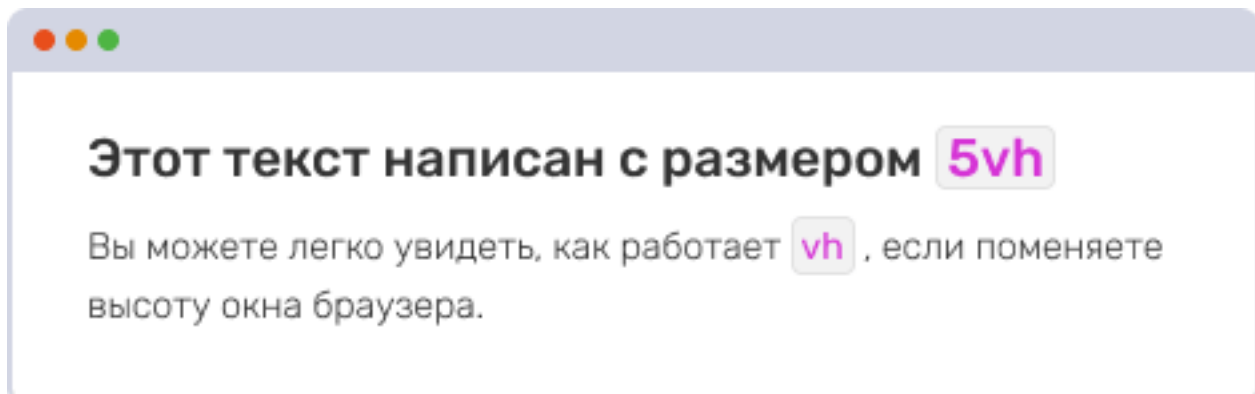 Этот текст написан с размером 5vh
Вы можете легко увидеть, как работает vh , если поменяете
высоту окна браузера.